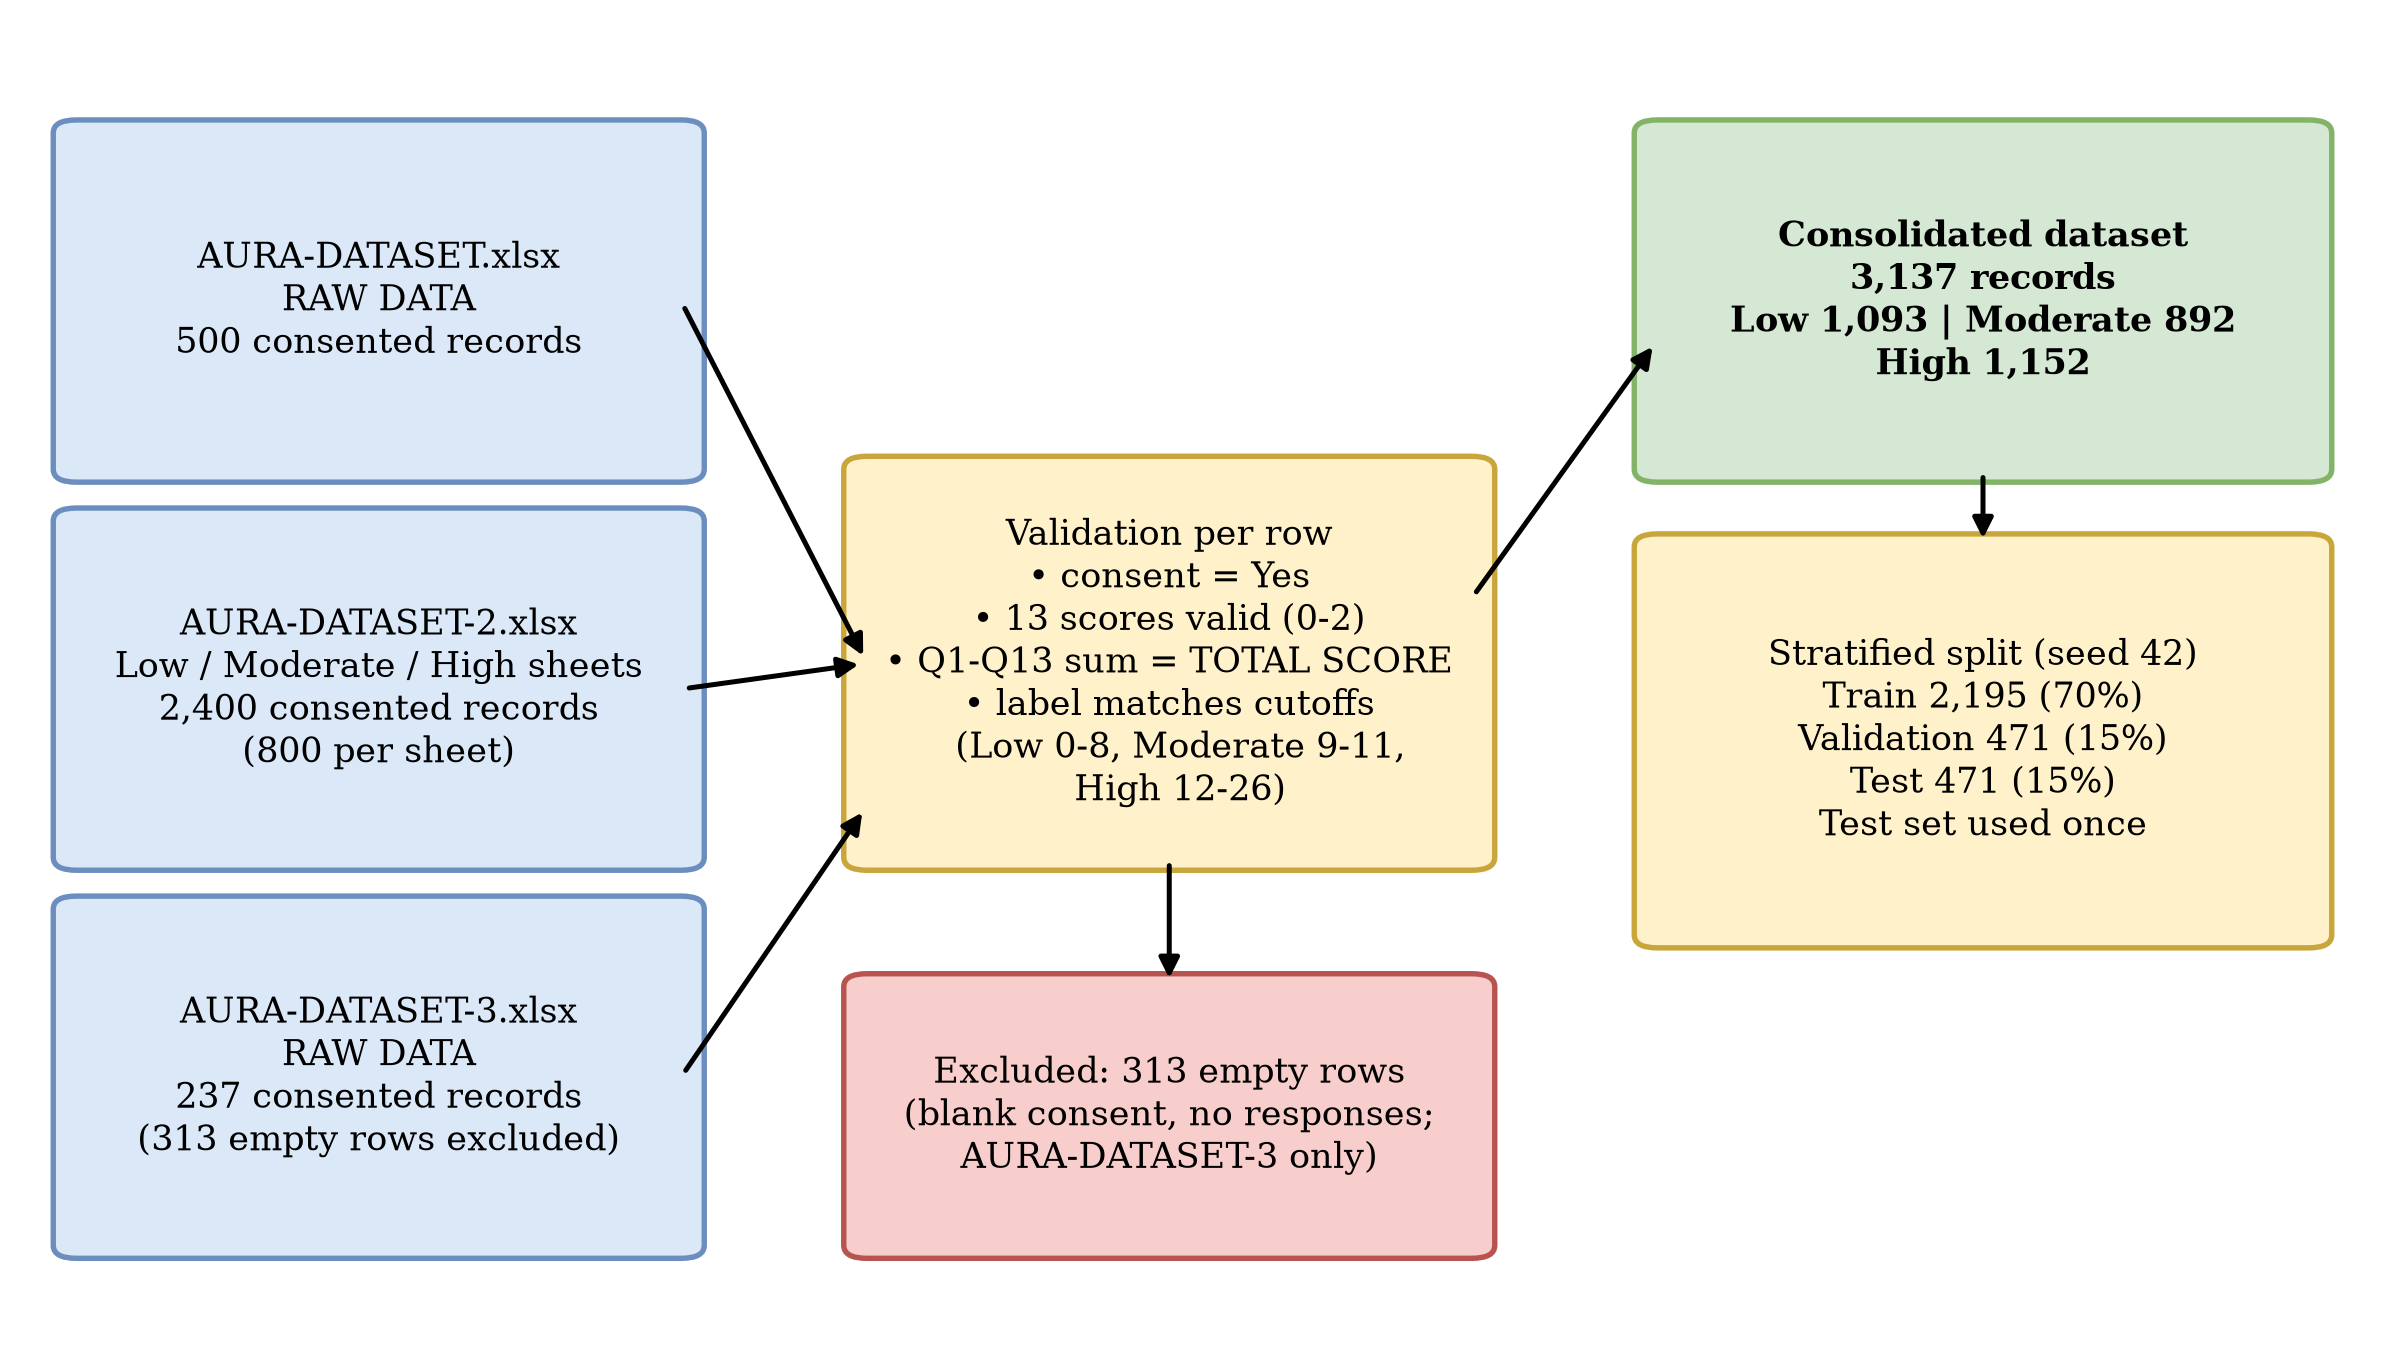 AURA-DATASET.xlsx
RAW DATA
500 consented records
AURA-DATASET-2.xlsx
Low / Moderate / High sheets
2,400 consented records
(800 per sheet)
AURA-DATASET-3.xlsx
RAW DATA
237 consented records
(313 empty rows excluded)
Validation per row
• consent = Yes
• 13 scores valid (0-2)
• Q1-Q13 sum = TOTAL SCORE
• label matches cutoffs
(Low 0-8, Moderate 9-11,
High 12-26)
Excluded: 313 empty rows
(blank consent, no responses;
AURA-DATASET-3 only)
Consolidated dataset
3,137 records
Low 1,093 | Moderate 892
High 1,152
Stratified split (seed 42)
Train 2,195 (70%)
Validation 471 (15%)
Test 471 (15%)
Test set used once